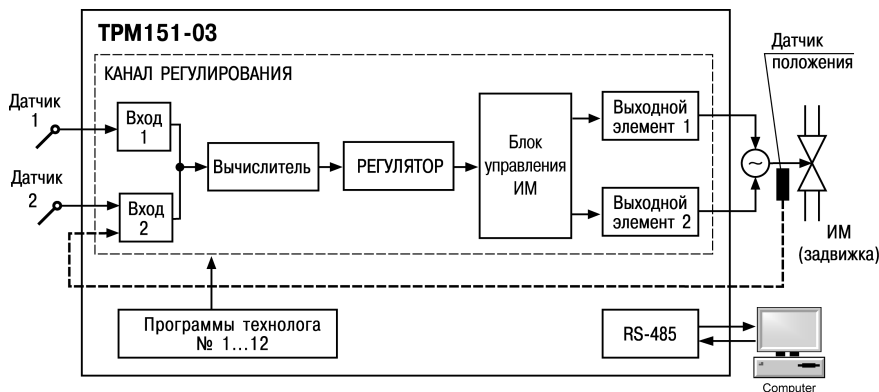 ТРМ151-03
КАНАЛ РЕГУЛИРОВАНИЯ
Датчик
1
Датчик
2
Вход
1
Вход
2
Вычислитель
РЕГУЛЯТОР
Блок
управления
ИМ
Выходной
элемент 1
Выходной
элемент 2
Датчик
положения
~
ИМ
(задвижка)
Программы технолога
№ 1...12
RS-485
Computer